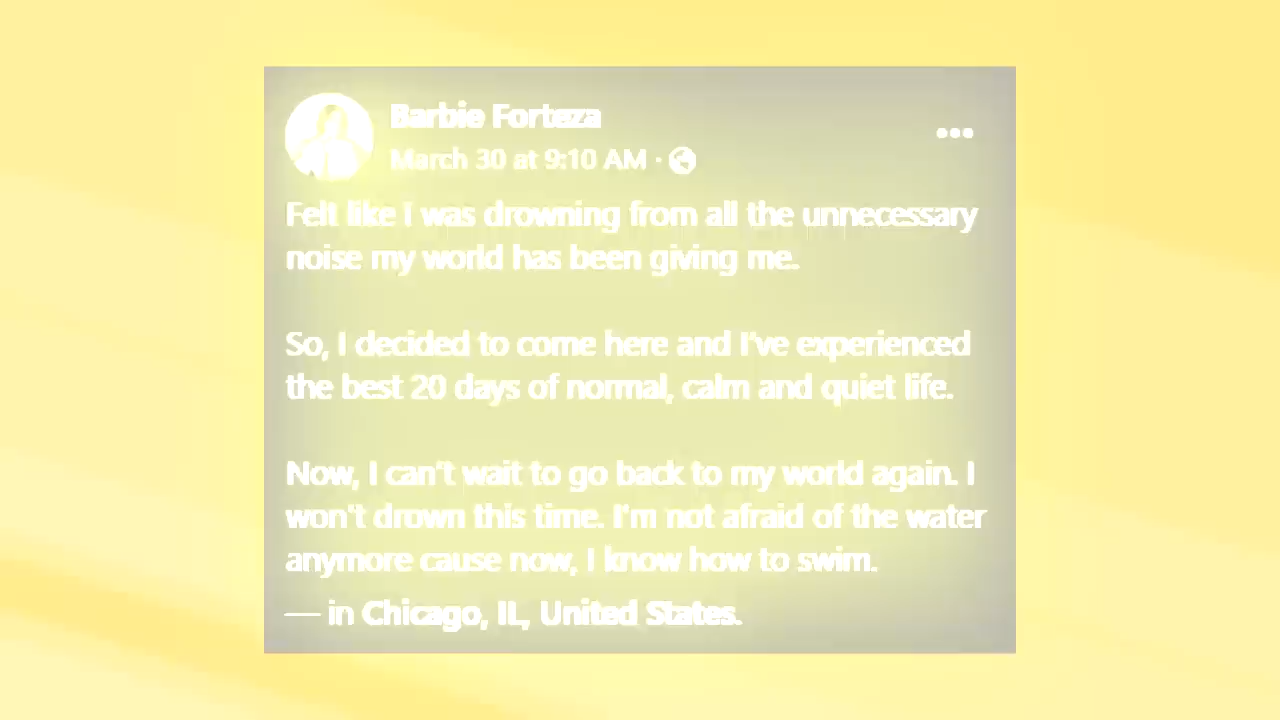 Barbie Forteza
March 30 at 9:10 AM ·
Felt like I was drowning from all the unnecessary
noise my world has been giving me.
So, I decided to come here and I've experienced
the best 20 days of normal, calm and quiet life.
Now, I can't wait to go back to my world again. I
won't drown this time. I'm not afraid of the water
anymore cause now, I know how to swim.
— in Chicago, IL, United States.